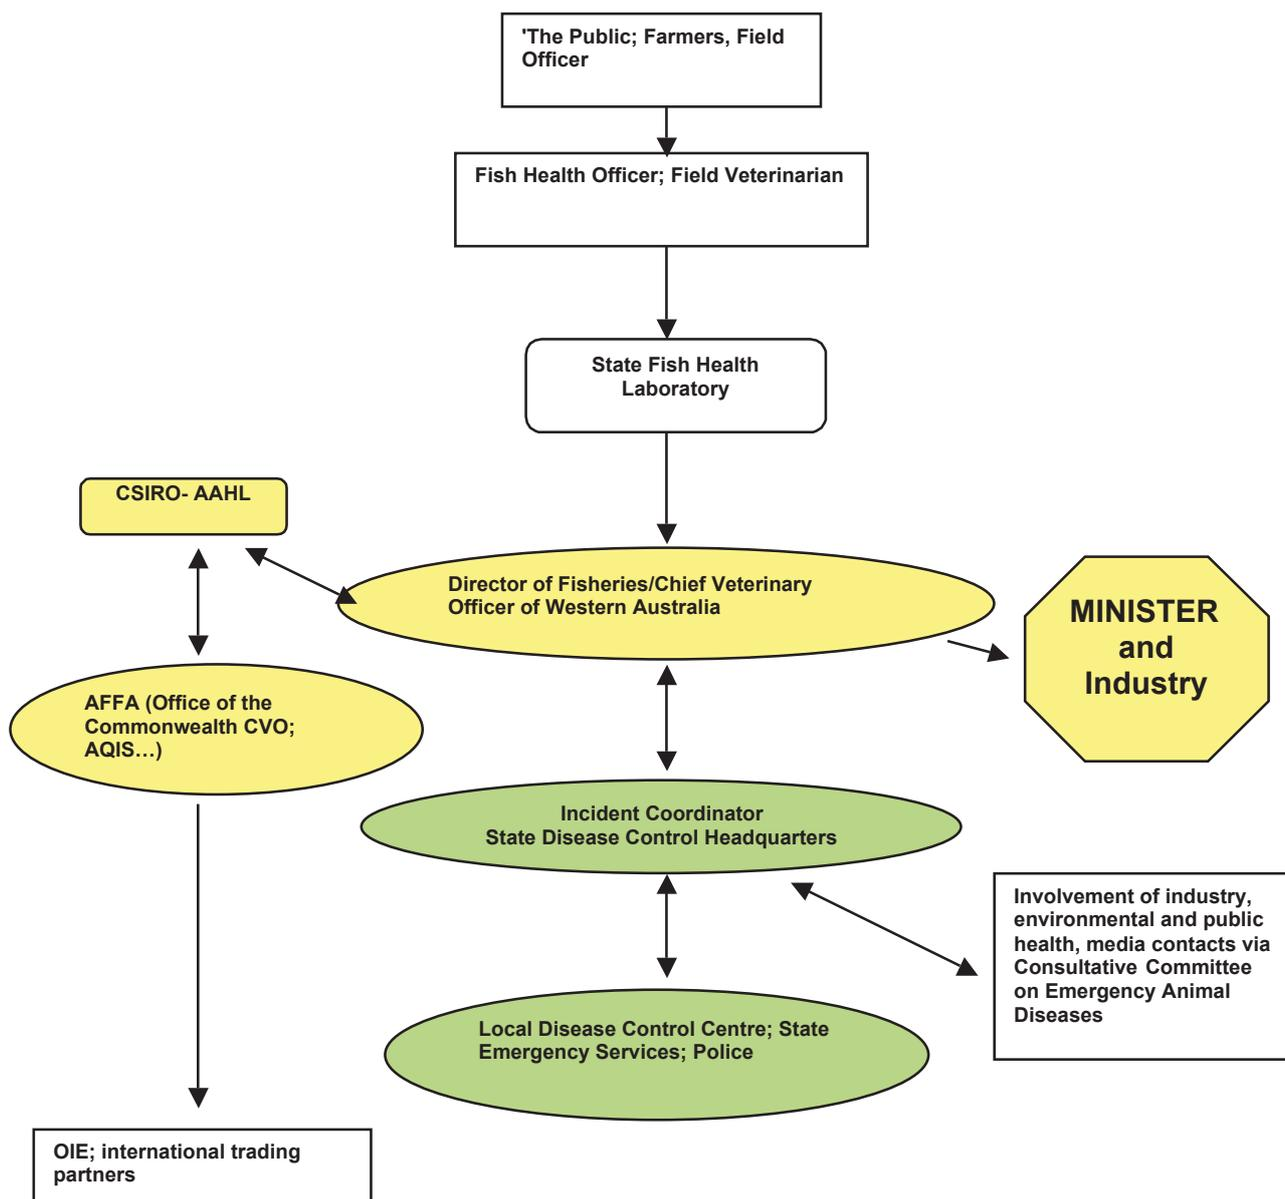 'The Public; Farmers, Field
Officer
Fish Health Officer; Field Veterinarian
State Fish Health
Laboratory
CSIRO- AAHL
Director of Fisheries/Chief Veterinary
Officer of Western Australia
MINISTER
and
Industry
AFFA (Office of the
Commonwealth CVO;
AQIS…)
Incident Coordinator
State Disease Control Headquarters
Involvement of industry,
environmental and public
health, media contacts via
Consultative Committee
on Emergency Animal
Diseases
Local Disease Control Centre; State
Emergency Services; Police
OIE; international trading
partners